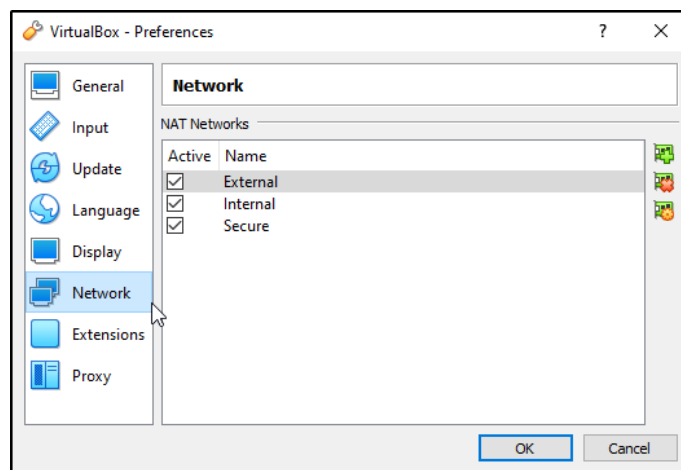 VirtualBox - Preferences
?
General
Input
Update
Language
Display
Network
Extensions
Proxy
Network
NAT Networks
Active Name
External
Internal
Secure
OK Cancel